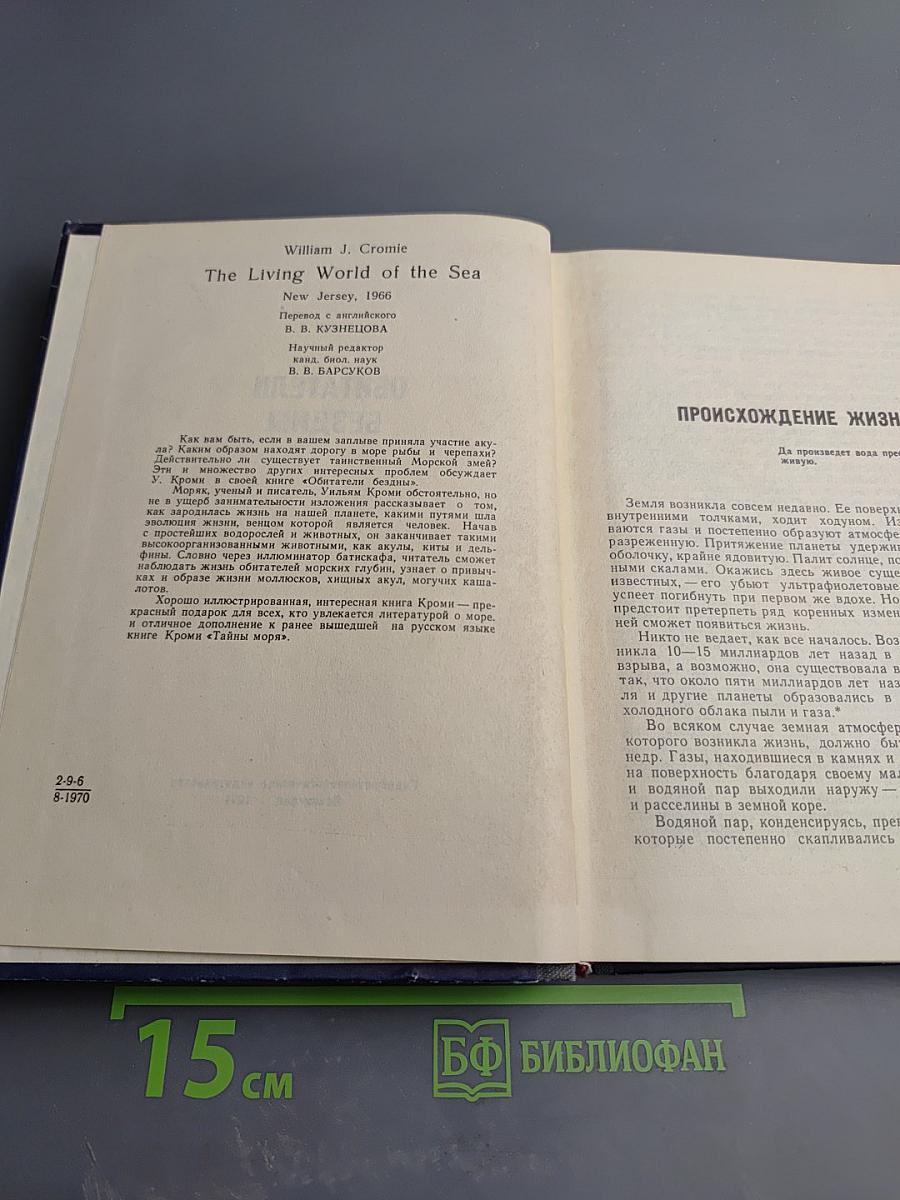 William J. Cromie
The Living World of the Sea
New Jersey, 1966
Перевод с английского
В. В. КУЗНЕЦОВА
Научный редактор
канд. биол. наук
В. В. БАРСУКОВ
ОБИТАТЕЛИ
БЕЗДНЫ
Как вам быть, если в вашем заплыве приняла участие аку-
ла? Каким образом находят дорогу в море рыбы и черепахи?
Действительно ли существует таинственный Морской змей?
Эти и множество других интересных проблем обсуждает
У. Кроми в своей книге «Обитатели бездны».
Моряк, ученый и писатель, Уильям Кроми обстоятельно, но
не в ущерб занимательности изложения рассказывает о том,
как зародилась жизнь на нашей планете, какими путями шла
эволюция жизни, венцом которой является человек. Начав
с простейших водорослей и животных, он заканчивает такими
высокоорганизованными животными, как акулы, киты и дель-
фины. Словно через иллюминатор батискафа, читатель сможет
наблюдать жизнь обитателей морских глубин, узнает о привыч-
ках и образе жизни моллюсков, хищных акул, могучих каша-
лотов.
Хорошо иллюстрированная, интересная книга Кроми — пре-
красный подарок для всех, кто увлекается литературой о море.
и отличное дополнение к ранее вышедшей на русском языке
книге Кроми «Тайны моря».
2-9-6
8-1970
ПРОИСХОЖДЕНИЕ ЖИЗН
Да произведет вода прес
живую.
Земля возникла совсем недавно. Ее поверх
внутренними толчками, ходит ходуном. Из
ваются газы и постепенно образуют атмосфе
разреженную. Притяжение планеты удержи
оболочку, крайне ядовитую. Палит солнце, по
ными скалами. Окажись здесь живое суще
известных, — его убьют ультрафиолетовые
успеет погибнуть при первом же вдохе. Но
предстоит претерпеть ряд коренных измен
ней сможет появиться жизнь.
Никто не ведает, как все началось. Воз
никла 10—15 миллиардов лет назад в
взрыва, а возможно, она существовала в
так, что около пяти миллиардов лет наз
ля и другие планеты образовались в
холодного облака пыли и газа.*
Во всяком случае земная атмосфер
которого возникла жизнь, должно бы
недр. Газы, находившиеся в камнях и
на поверхность благодаря своему мал
и водяной пар выходили наружу —
и расселины в земной коре.
Водяной пар, конденсируясь, прев
которые постепенно скапливались
15 см
БФ БИБЛИОФАН